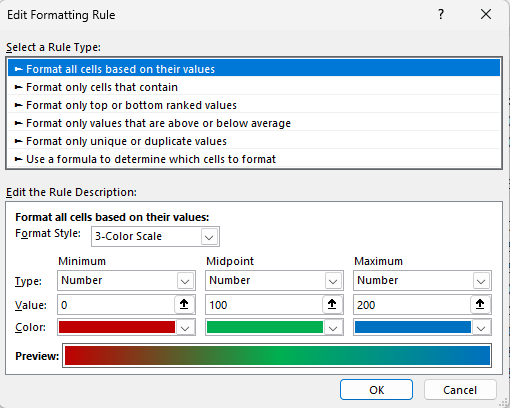 Edit Formatting Rule
?
Select a Rule Type:
► Format all cells based on their values
► Format only cells that contain
► Format only top or bottom ranked values
► Format only values that are above or below average
► Format only unique or duplicate values
► Use a formula to determine which cells to format
Edit the Rule Description:
Format all cells based on their values:
Format Style: 3-Color Scale
Minimum Midpoint Maximum
Type: Number Number Number
Value: 0 100 200
Color:
Preview:
OK Cancel